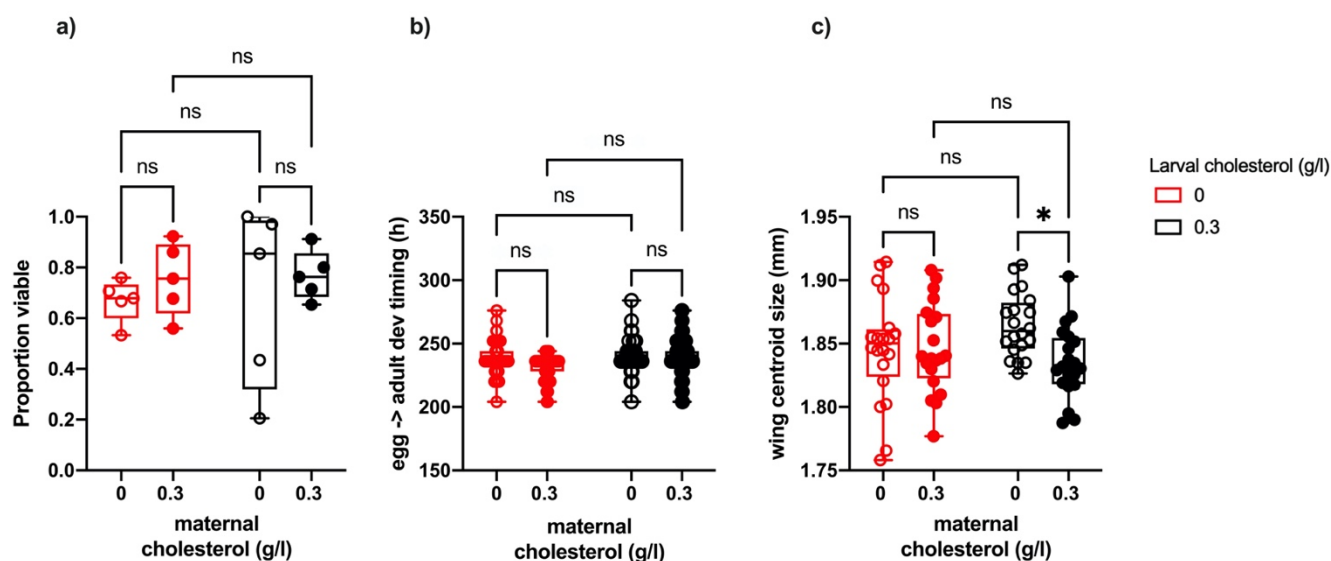 a)
ns
ns
ns
ns
Proportion viable
1.0
0.8
0.6
0.4
0.2
0.0
0
0.3
0
0.3
maternal
cholesterol (g/l)
b)
ns
ns
ns
ns
egg -> adult dev timing (h)
350
300
250
200
150
0
0.3
0
0.3
maternal
cholesterol (g/l)
c)
ns
ns
ns
*
wing centroid size (mm)
1.95
1.90
1.85
1.80
1.75
0
0.3
0
0.3
maternal
cholesterol (g/l)
Larval cholesterol (g/l)
0
0.3